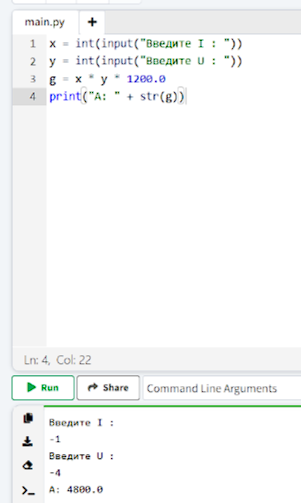 main.py +
1 x = int(input("Введите I : "))
2 y = int(input("Введите U : "))
3 g = x * y * 1200.0
4 print("A: " + str(g))
Ln: 4, Col: 22
Run Share Command Line Arguments
Введите I :
-1
Введите U :
-4
A: 4800.0